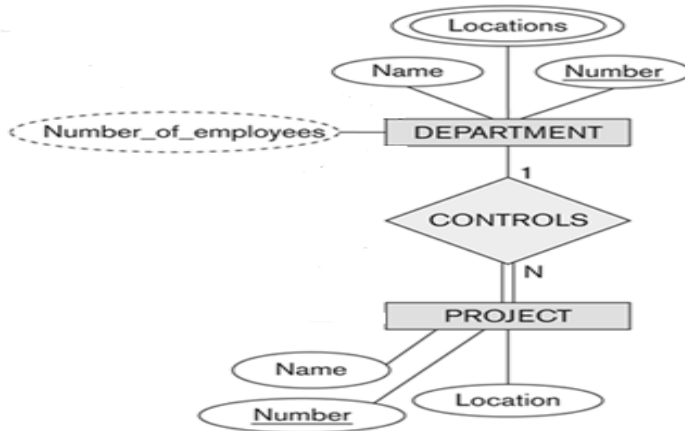 Locations
Name
Number
Number_of_employees
DEPARTMENT
1
CONTROLS
N
PROJECT
Name
Number
Location